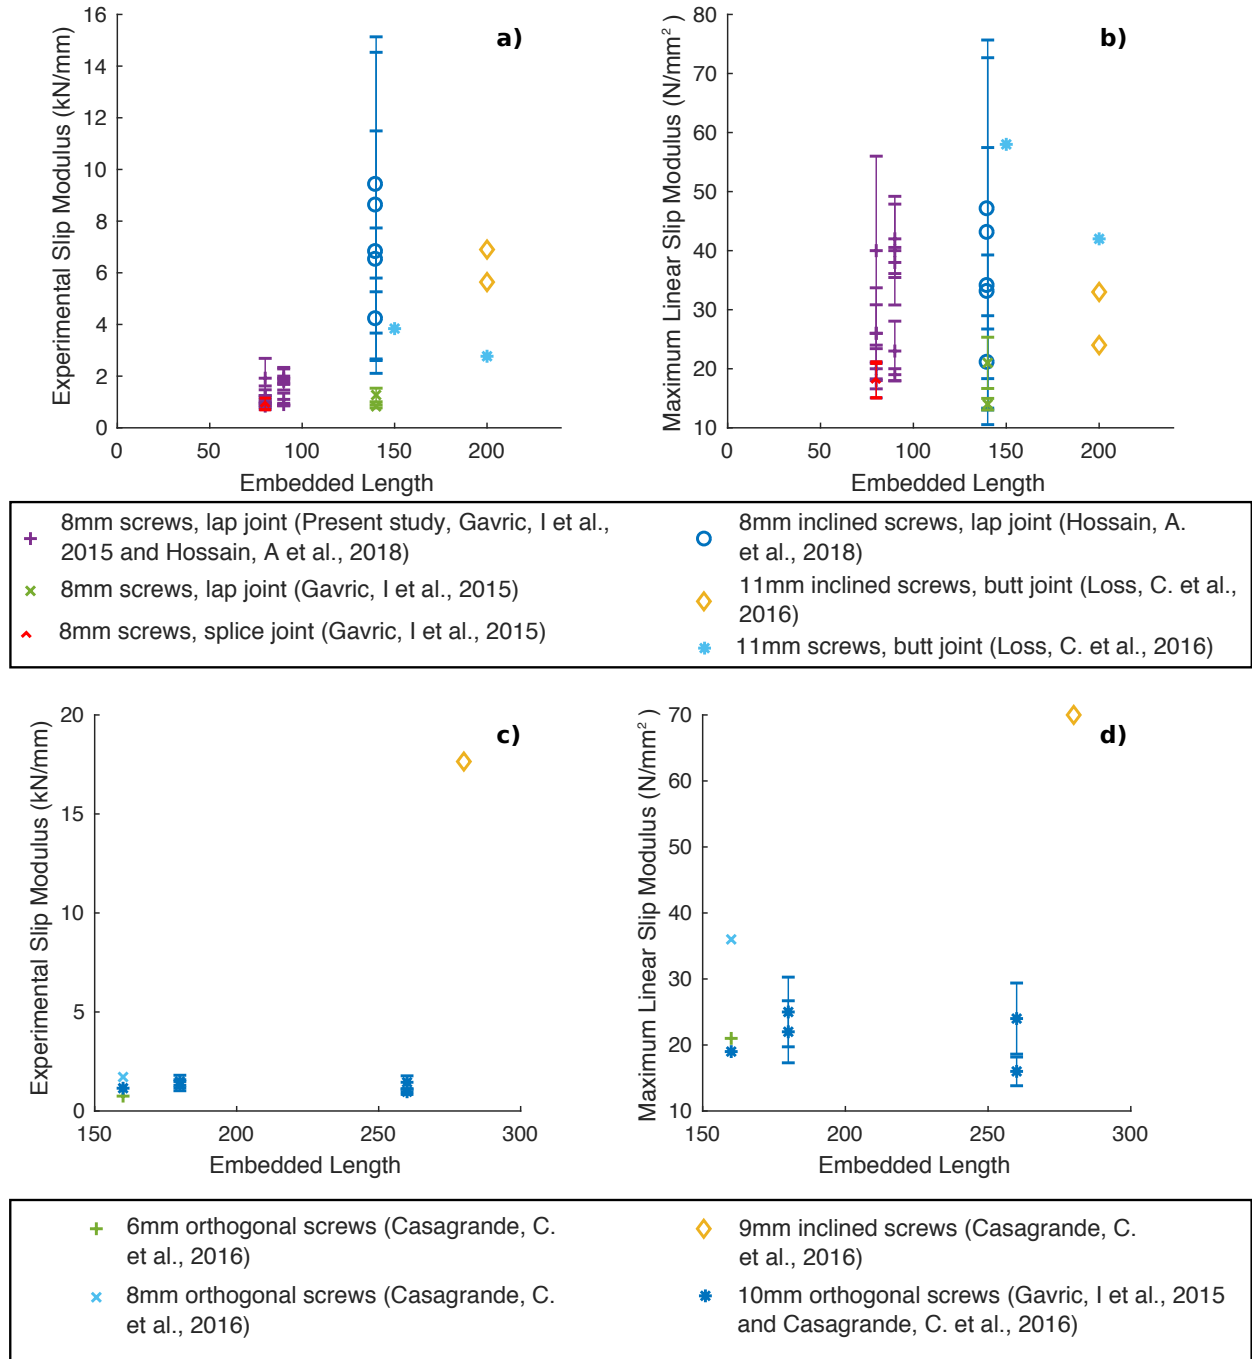 a)
Experimental Slip Modulus (kN/mm)
16
14
12
10
8
6
4
2
0
0 50 100 150 200
Embedded Length
b)
Maximum Linear Slip Modulus (N/mm²)
80
70
60
50
40
30
20
10
0 50 100 150 200
Embedded Length
8mm screws, lap joint (Present study, Gavric, I et al.,
2015 and Hossain, A et al., 2018)
8mm screws, lap joint (Gavric, I et al., 2015)
8mm screws, splice joint (Gavric, I et al., 2015)
8mm inclined screws, lap joint (Hossain, A.
et al., 2018)
11mm inclined screws, butt joint (Loss, C. et al.,
2016)
11mm screws, butt joint (Loss, C. et al., 2016)
c)
Experimental Slip Modulus (kN/mm)
20
15
10
5
0
150 200 250 300
Embedded Length
d)
Maximum Linear Slip Modulus (N/mm²)
70
60
50
40
30
20
10
150 200 250 300
Embedded Length
6mm orthogonal screws (Casagrande, C.
et al., 2016)
8mm orthogonal screws (Casagrande, C.
et al., 2016)
9mm inclined screws (Casagrande, C.
et al., 2016)
10mm orthogonal screws (Gavric, I et al., 2015
and Casagrande, C. et al., 2016)